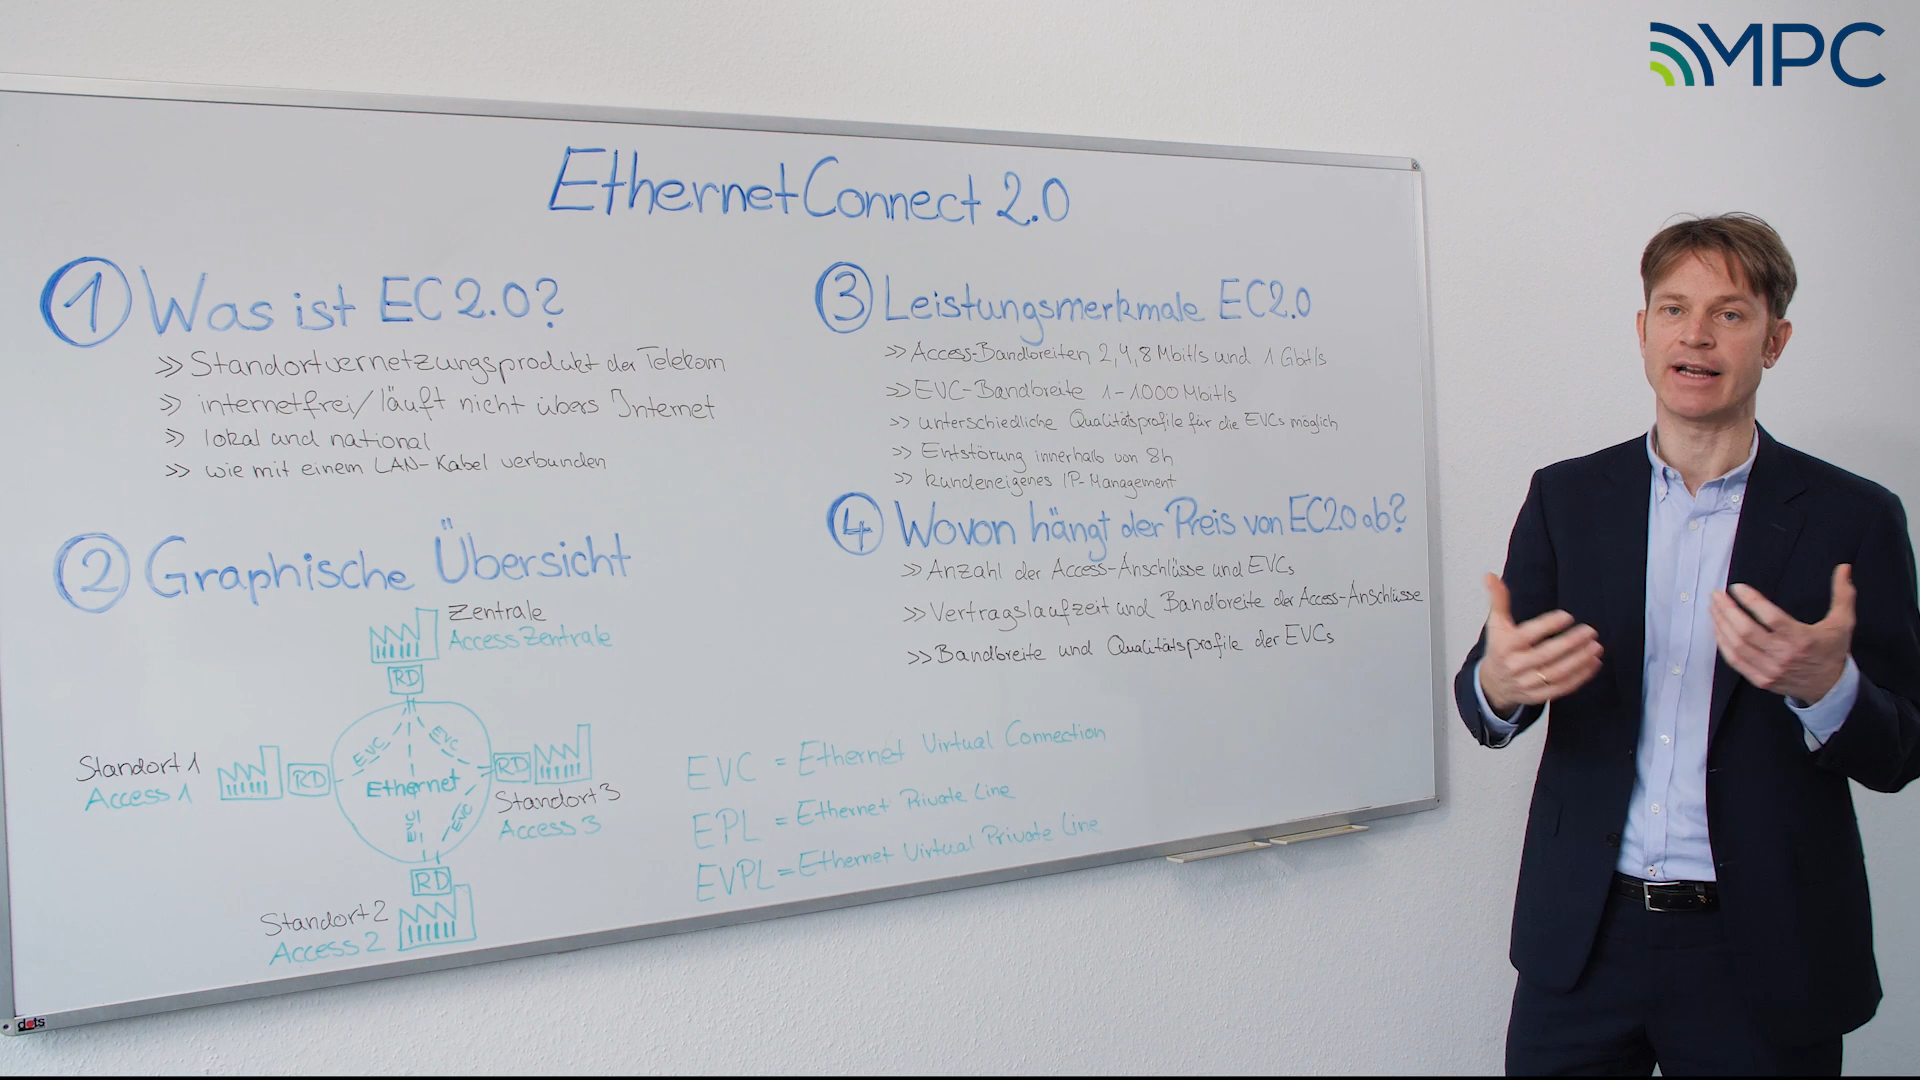 MPC
EthernetConnect 2.0
1 Was ist EC2.0?
>> Standortvernetzungsprodukt der Telekom
>> internetfrei/läuft nicht übers Internet
>> lokal und national
>> wie mit einem LAN-Kabel verbunden
2 Graphische Übersicht
Zentrale
Access Zentrale
RD
EVC
EVC
Standort 1
Access 1
RD
Ethernet
RD
Standort 3
Access 3
EVC
EVC
RD
Standort 2
Access 2
3 Leistungsmerkmale EC2.0
>> Access-Bandbreiten 2,4,8 Mbit/s und 1 Gbit/s
>> EVC-Bandbreite 1-1000 Mbit/s
>> unterschiedliche Qualitätsprofile für die EVCs möglich
>> Entstörung innerhalb von 8h
>> kundeneigenes IP-Management
4 Wovon hängt der Preis von EC2.0 ab?
>> Anzahl der Access-Anschlüsse und EVCs
>> Vertragslaufzeit und Bandbreite der Access-Anschlüsse
>> Bandbreite und Qualitätsprofile der EVCs
EVC = Ethernet Virtual Connection
EPL = Ethernet Private Line
EVPL = Ethernet Virtual Private Line
dots